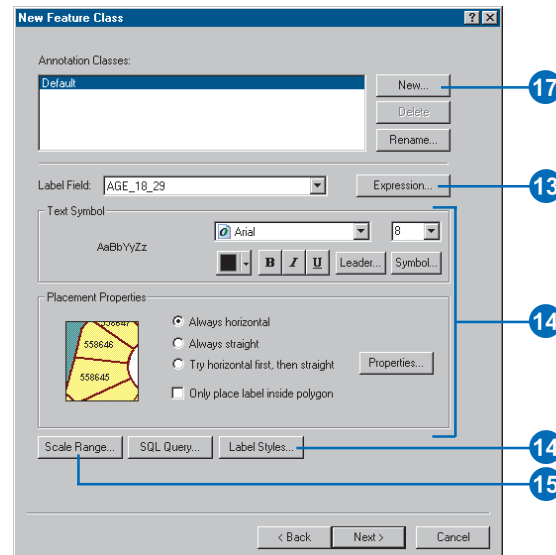 New Feature Class
Annotation Classes:
Default
New...
17
Delete
Rename...
Label Field: AGE_18_29
Expression...
13
Text Symbol
AaBbYyZz
Arial
8
B I U Leader... Symbol...
14
Placement Properties
558647
558646
558645
Always horizontal
Always straight
Try horizontal first, then straight
Properties...
Only place label inside polygon
Scale Range... SQL Query... Label Styles...
14
15
< Back Next > Cancel